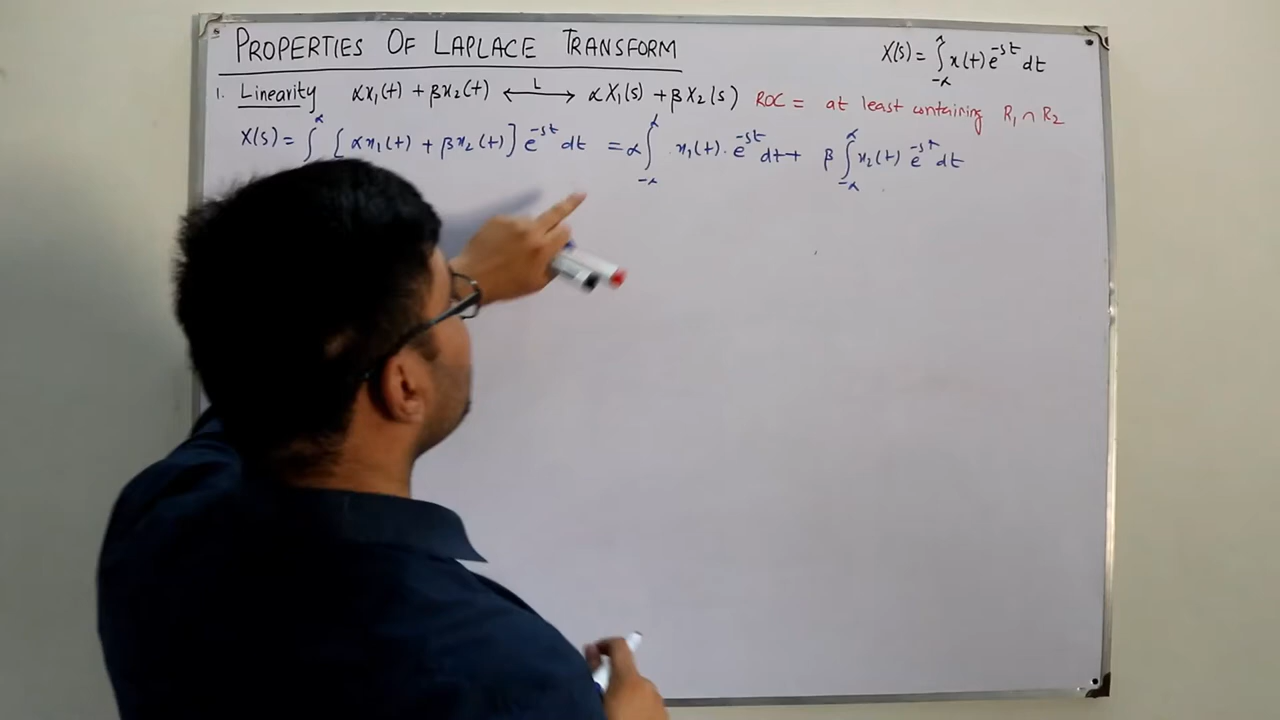 PROPERTIES OF LAPLACE TRANSFORM
X(s) = ∫_{-∞}^{∞} x(t) e^{-st} dt
1. Linearity αx₁(t) + βx₂(t) ⟷^{L} αX₁(s) + βX₂(s) ROC = at least containing R₁ ∩ R₂
X(s) = ∫^{∞} [αx₁(t) + βx₂(t)] e^{-st} dt = α ∫_{-∞}^{∞} x₁(t) · e^{-st} dt + β ∫_{-∞}^{∞} x₂(t) e^{-st} dt